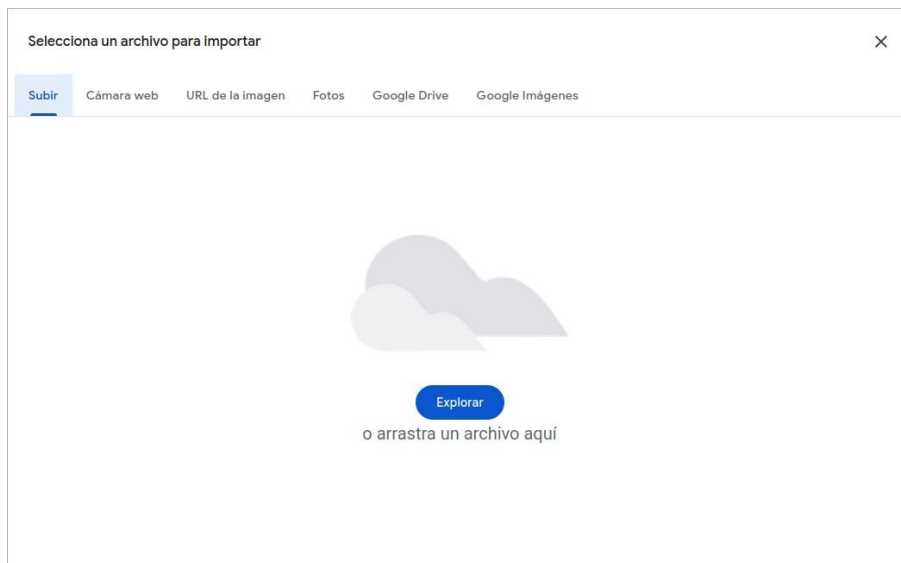 Selecciona un archivo para importar
Subir Cámara web URL de la imagen Fotos Google Drive Google Imágenes
Explorar
o arrastra un archivo aquí